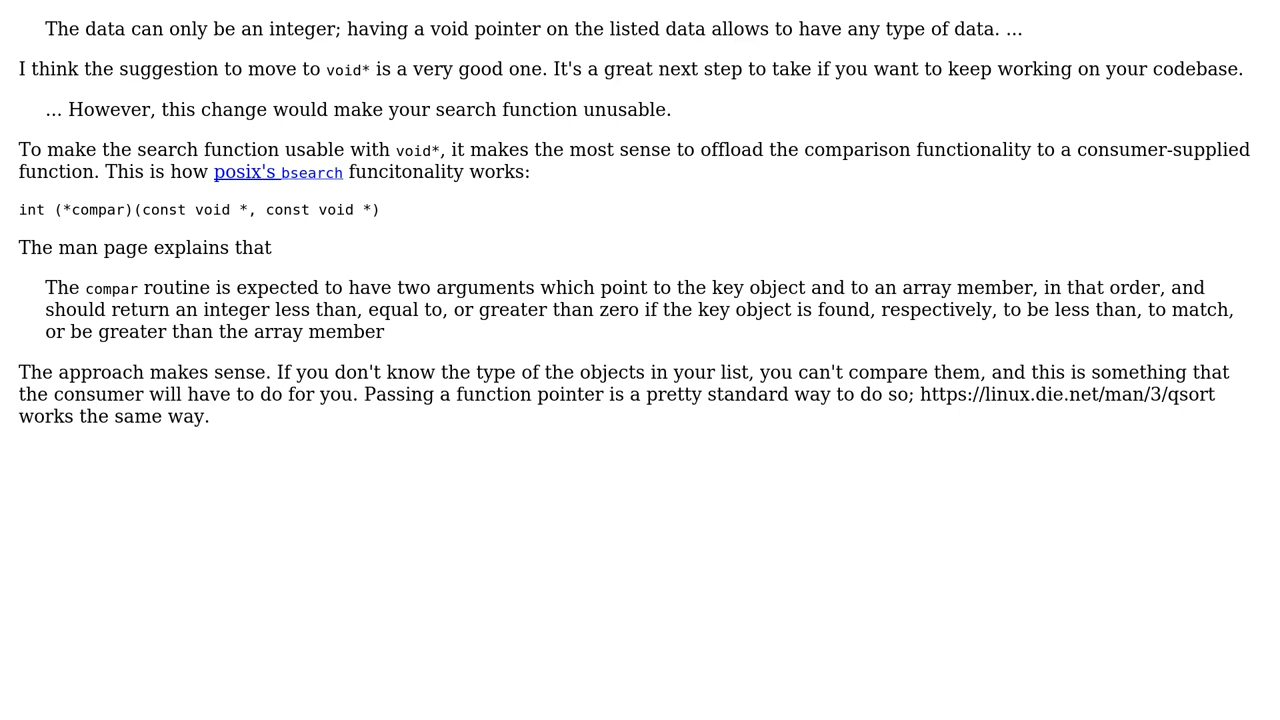 The data can only be an integer; having a void pointer on the listed data allows to have any type of data. ...
I think the suggestion to move to void* is a very good one. It's a great next step to take if you want to keep working on your codebase.
... However, this change would make your search function unusable.
To make the search function usable with void*, it makes the most sense to offload the comparison functionality to a consumer-supplied
function. This is how posix's bsearch funcitonality works:
int (*compar)(const void *, const void *)
The man page explains that
The compar routine is expected to have two arguments which point to the key object and to an array member, in that order, and
should return an integer less than, equal to, or greater than zero if the key object is found, respectively, to be less than, to match,
or be greater than the array member
The approach makes sense. If you don't know the type of the objects in your list, you can't compare them, and this is something that
the consumer will have to do for you. Passing a function pointer is a pretty standard way to do so; https://linux.die.net/man/3/qsort
works the same way.